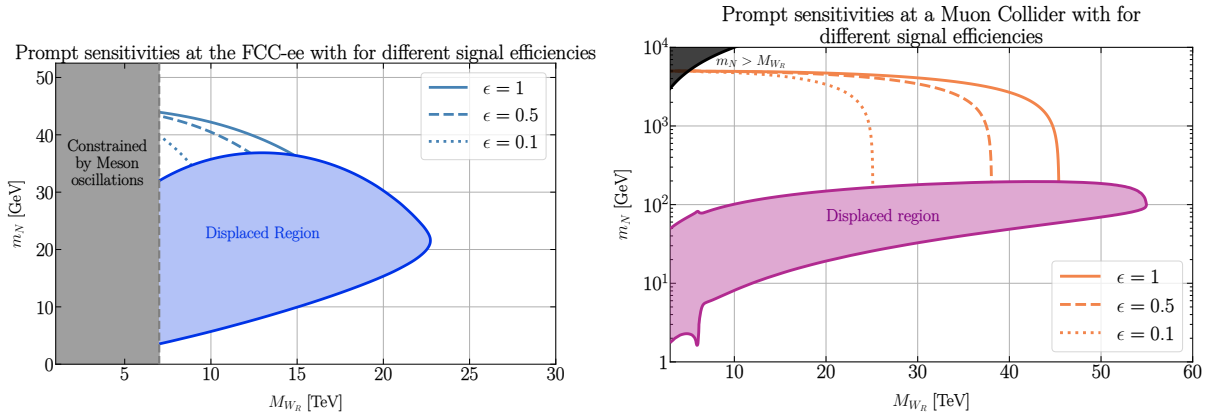 Prompt sensitivities at the FCC-ee with for different signal efficiencies
50
40
30
20
10
0
m_N [GeV]
Constrained
by Meson
oscillations
Displaced Region
ϵ = 1
ϵ = 0.5
ϵ = 0.1
5
10
15
20
25
30
M_{W_R} [TeV]
Prompt sensitivities at a Muon Collider with for
different signal efficiencies
10^4
10^3
10^2
10^1
1
m_N [GeV]
m_N > M_{W_R}
Displaced region
ϵ = 1
ϵ = 0.5
ϵ = 0.1
10
20
30
40
50
60
M_{W_R} [TeV]